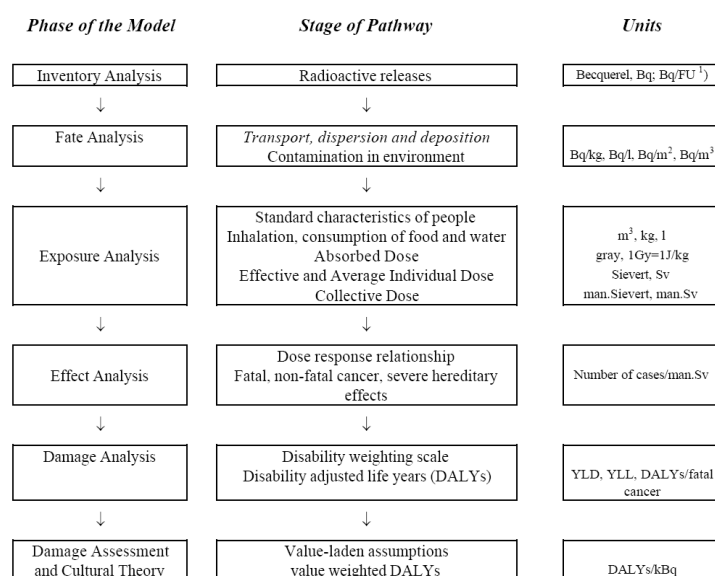 Phase of the Model Stage of Pathway Units
Inventory Analysis Radioactive releases Becquerel, Bq; Bq/FU ¹)
↓ ↓ ↓
Fate Analysis Transport, dispersion and deposition
Contamination in environment Bq/kg, Bq/l, Bq/m², Bq/m³
↓ ↓ ↓
Standard characteristics of people
Inhalation, consumption of food and water m³, kg, l
Exposure Analysis Absorbed Dose gray, 1Gy=1J/kg
Effective and Average Individual Dose Sievert, Sv
Collective Dose man.Sievert, man.Sv
↓ ↓ ↓
Dose response relationship
Effect Analysis Fatal, non-fatal cancer, severe hereditary Number of cases/man.Sv
effects
↓ ↓ ↓
Damage Analysis Disability weighting scale
Disability adjusted life years (DALYs) YLD, YLL, DALYs/fatal
cancer
↓ ↓ ↓
Damage Assessment Value-laden assumptions
and Cultural Theory value weighted DALYs DALYs/kBq